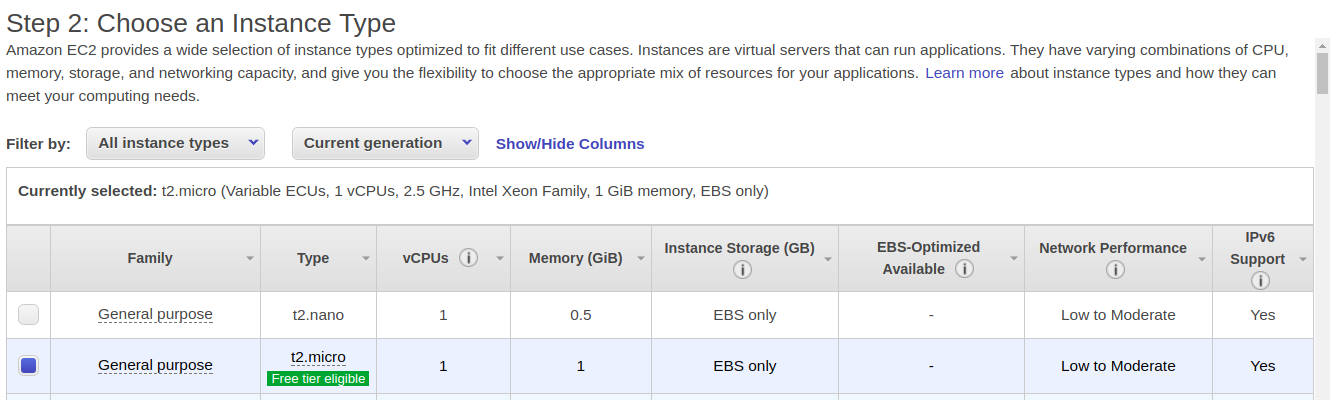 Step 2: Choose an Instance Type
Amazon EC2 provides a wide selection of instance types optimized to fit different use cases. Instances are virtual servers that can run applications. They have varying combinations of CPU,
memory, storage, and networking capacity, and give you the flexibility to choose the appropriate mix of resources for your applications. Learn more about instance types and how they can
meet your computing needs.
Filter by: All instance types Current generation Show/Hide Columns
Currently selected: t2.micro (Variable ECUs, 1 vCPUs, 2.5 GHz, Intel Xeon Family, 1 GiB memory, EBS only)
Family Type vCPUs Memory (GiB) Instance Storage (GB) EBS-Optimized Available Network Performance IPv6 Support
General purpose t2.nano 1 0.5 EBS only - Low to Moderate Yes
General purpose t2.micro 1 1 EBS only - Low to Moderate Yes
Free tier eligible